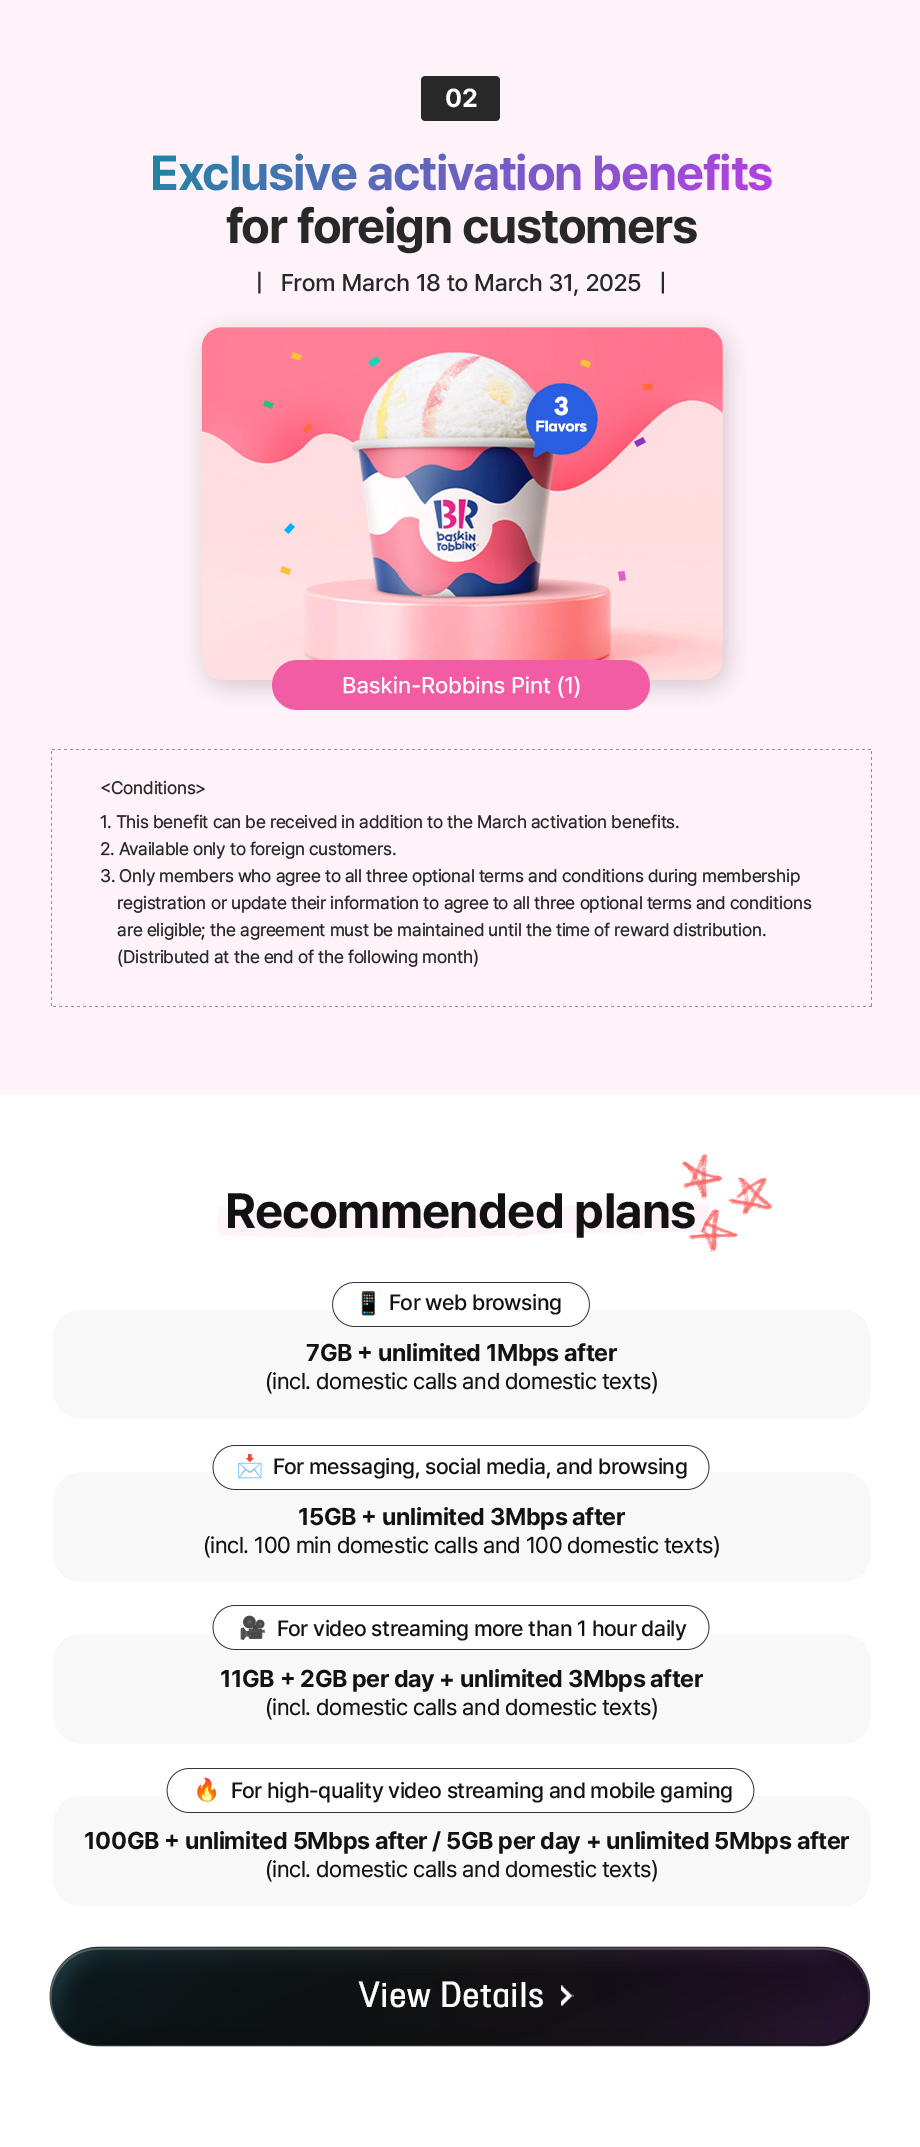 02
Exclusive activation benefits
for foreign customers
| From March 18 to March 31, 2025 |
3
Flavors
BR
baskin
robbins
Baskin-Robbins Pint (1)
<Conditions>
1. This benefit can be received in addition to the March activation benefits.
2. Available only to foreign customers.
3. Only members who agree to all three optional terms and conditions during membership
registration or update their information to agree to all three optional terms and conditions
are eligible; the agreement must be maintained until the time of reward distribution.
(Distributed at the end of the following month)
Recommended plans
For web browsing
7GB + unlimited 1Mbps after
(incl. domestic calls and domestic texts)
For messaging, social media, and browsing
15GB + unlimited 3Mbps after
(incl. 100 min domestic calls and 100 domestic texts)
For video streaming more than 1 hour daily
11GB + 2GB per day + unlimited 3Mbps after
(incl. domestic calls and domestic texts)
For high-quality video streaming and mobile gaming
100GB + unlimited 5Mbps after / 5GB per day + unlimited 5Mbps after
(incl. domestic calls and domestic texts)
View Details >